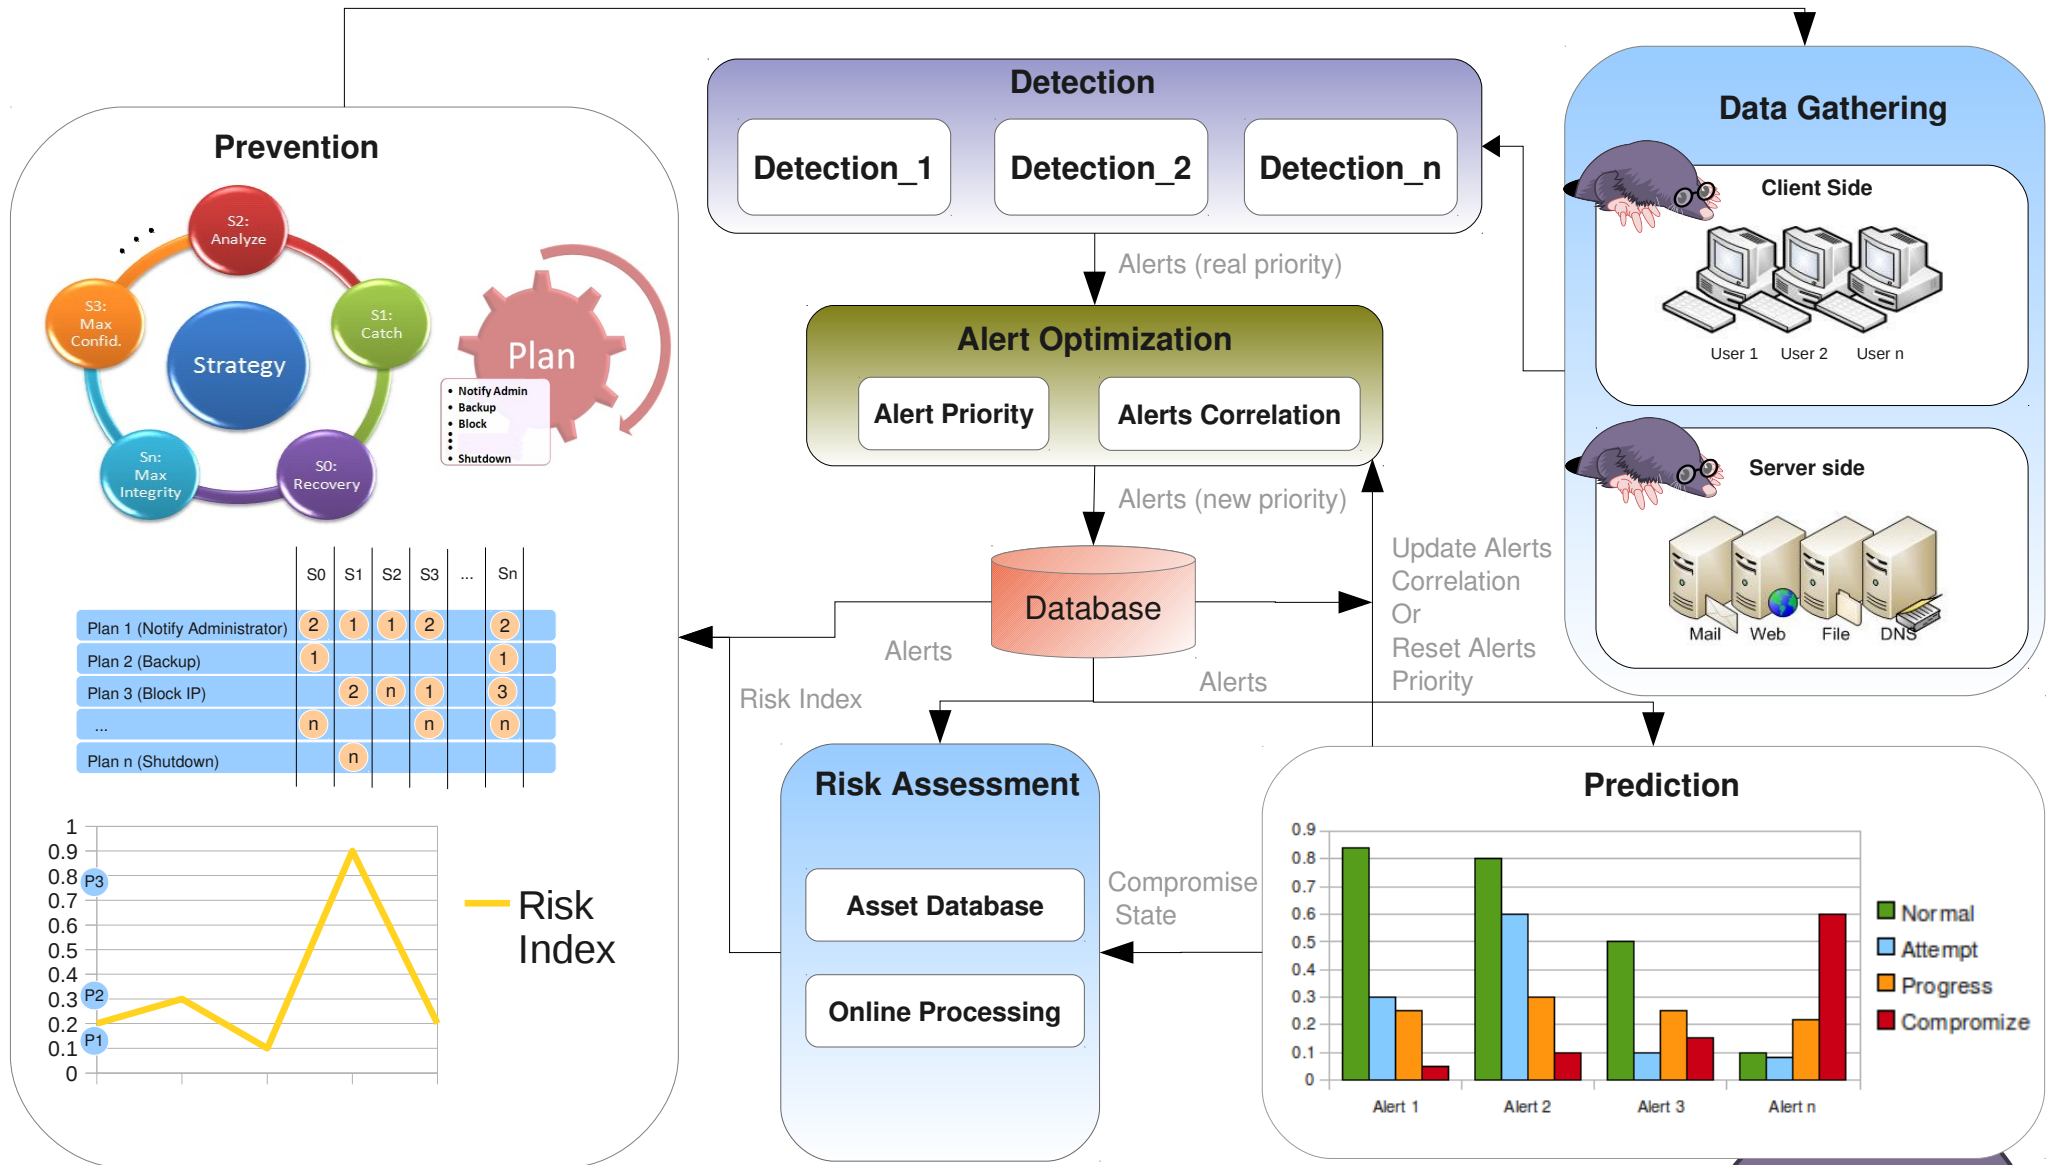 Prevention
S2:
Analyze
S3:
Max
Confid.
S1:
Catch
Strategy
Sn:
Max
Integrity
S0:
Recovery
Plan
• Notify Admin
• Backup
• Block
•
•
• Shutdown
S0 S1 S2 S3 ... Sn
Plan 1 (Notify Administrator) 2 1 1 2 2
Plan 2 (Backup) 1 1
Plan 3 (Block IP) 2 n 1 3
... n n n
Plan n (Shutdown) n
1
0.9
0.8
0.7
0.6
0.5
0.4
0.3
0.2
0.1
0
P3
P2
P1
Risk
Index
Detection
Detection_1
Detection_2
Detection_n
Alerts (real priority)
Alert Optimization
Alert Priority
Alerts Correlation
Alerts (new priority)
Database
Alerts
Alerts
Risk Index
Update Alerts
Correlation
Or
Reset Alerts
Priority
Risk Assessment
Asset Database
Online Processing
Compromise
State
Data Gathering
Client Side
User 1 User 2 User n
Server side
Mail Web File DNS
Prediction
0.9
0.8
0.7
0.6
0.5
0.4
0.3
0.2
0.1
0
Alert 1 Alert 2 Alert 3 Alert n
Normal
Attempt
Progress
Compromize